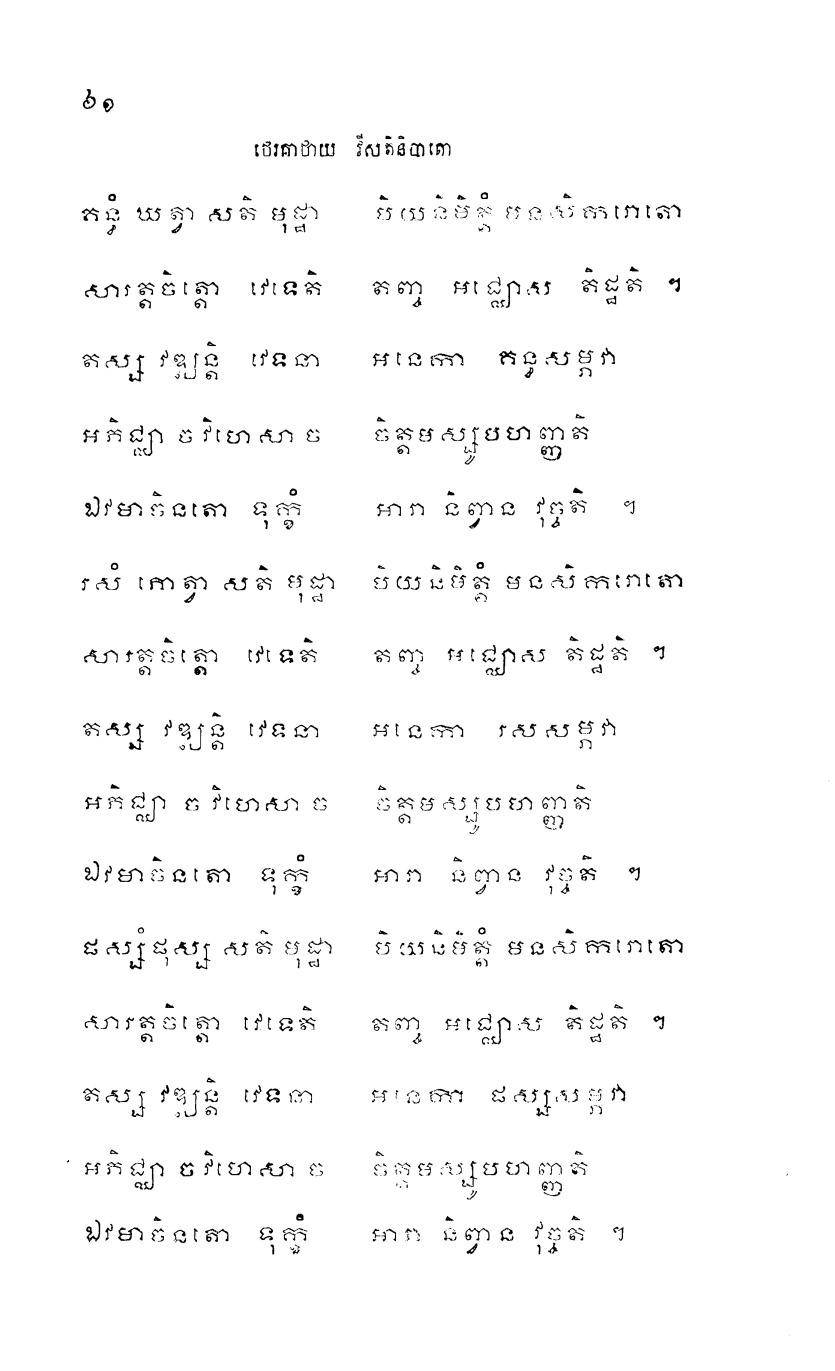 ៦១
ថេរគាថាយ វីសតិនិបាតោ
គន្ធំ ឃត្វា សតិ មុដ្ឋា បិយនិមិត្តំ មនសិករោតោ
សារត្តចិត្តោ វេទេតិ តញ្ច អជ្ឈោស តិដ្ឋតិ ។
តស្ស វឌ្ឍន្តិ វេទនា អនេកា គន្ធសម្ភវា
អភិជ្ឈា ច វិហេសា ច ចិត្តមស្សូបហញ្ញតិ
ឯវមាចិនតោ ទុក្ខំ អារា និព្វាន វុច្ចតិ ។
រសំ ភោត្វា សតិ មុដ្ឋា បិយនិមិត្តំ មនសិករោតោ
សារត្តចិត្តោ វេទេតិ តញ្ច អជ្ឈោស តិដ្ឋតិ ។
តស្ស វឌ្ឍន្តិ វេទនា អនេកា រសសម្ភវា
អភិជ្ឈា ច វិហេសា ច ចិត្តមស្សូបហញ្ញតិ
ឯវមាចិនតោ ទុក្ខំ អារា និព្វាន វុច្ចតិ ។
ផស្សំផុស្ស សតិ មុដ្ឋា បិយនិមិត្តំ មនសិករោតោ
សារត្តចិត្តោ វេទេតិ តញ្ច អជ្ឈោស តិដ្ឋតិ ។
តស្ស វឌ្ឍន្តិ វេទនា អនេកា ផស្សសម្ភវា
អភិជ្ឈា ច វិហេសា ច ចិត្តមស្សូបហញ្ញតិ
ឯវមាចិនតោ ទុក្ខំ អារា និព្វាន វុច្ចតិ ។